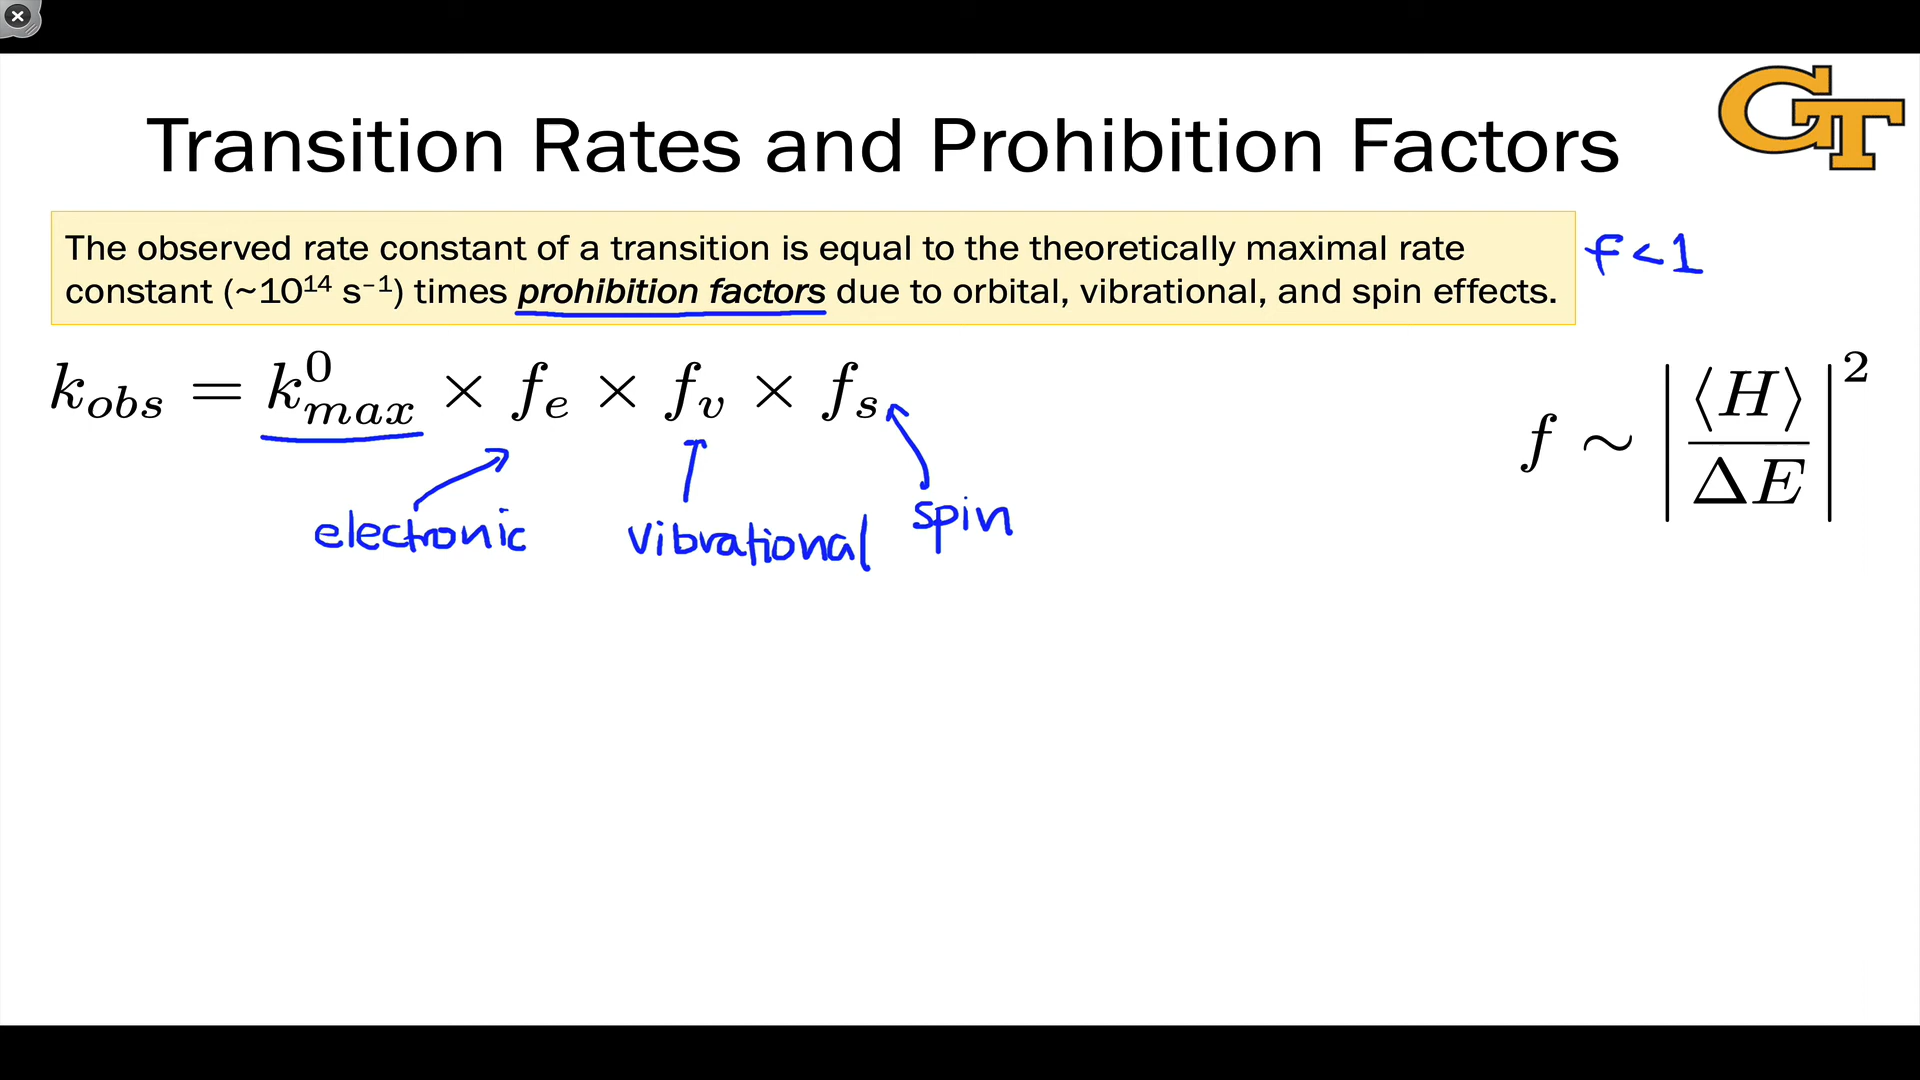 GT
Transition Rates and Prohibition Factors
The observed rate constant of a transition is equal to the theoretically maximal rate
constant (~10¹⁴ s⁻¹) times prohibition factors due to orbital, vibrational, and spin effects.
f < 1
k_obs = k⁰_max × f_e × f_v × f_s
f ~ |⟨H⟩/ΔE|²
electronic
vibrational
spin